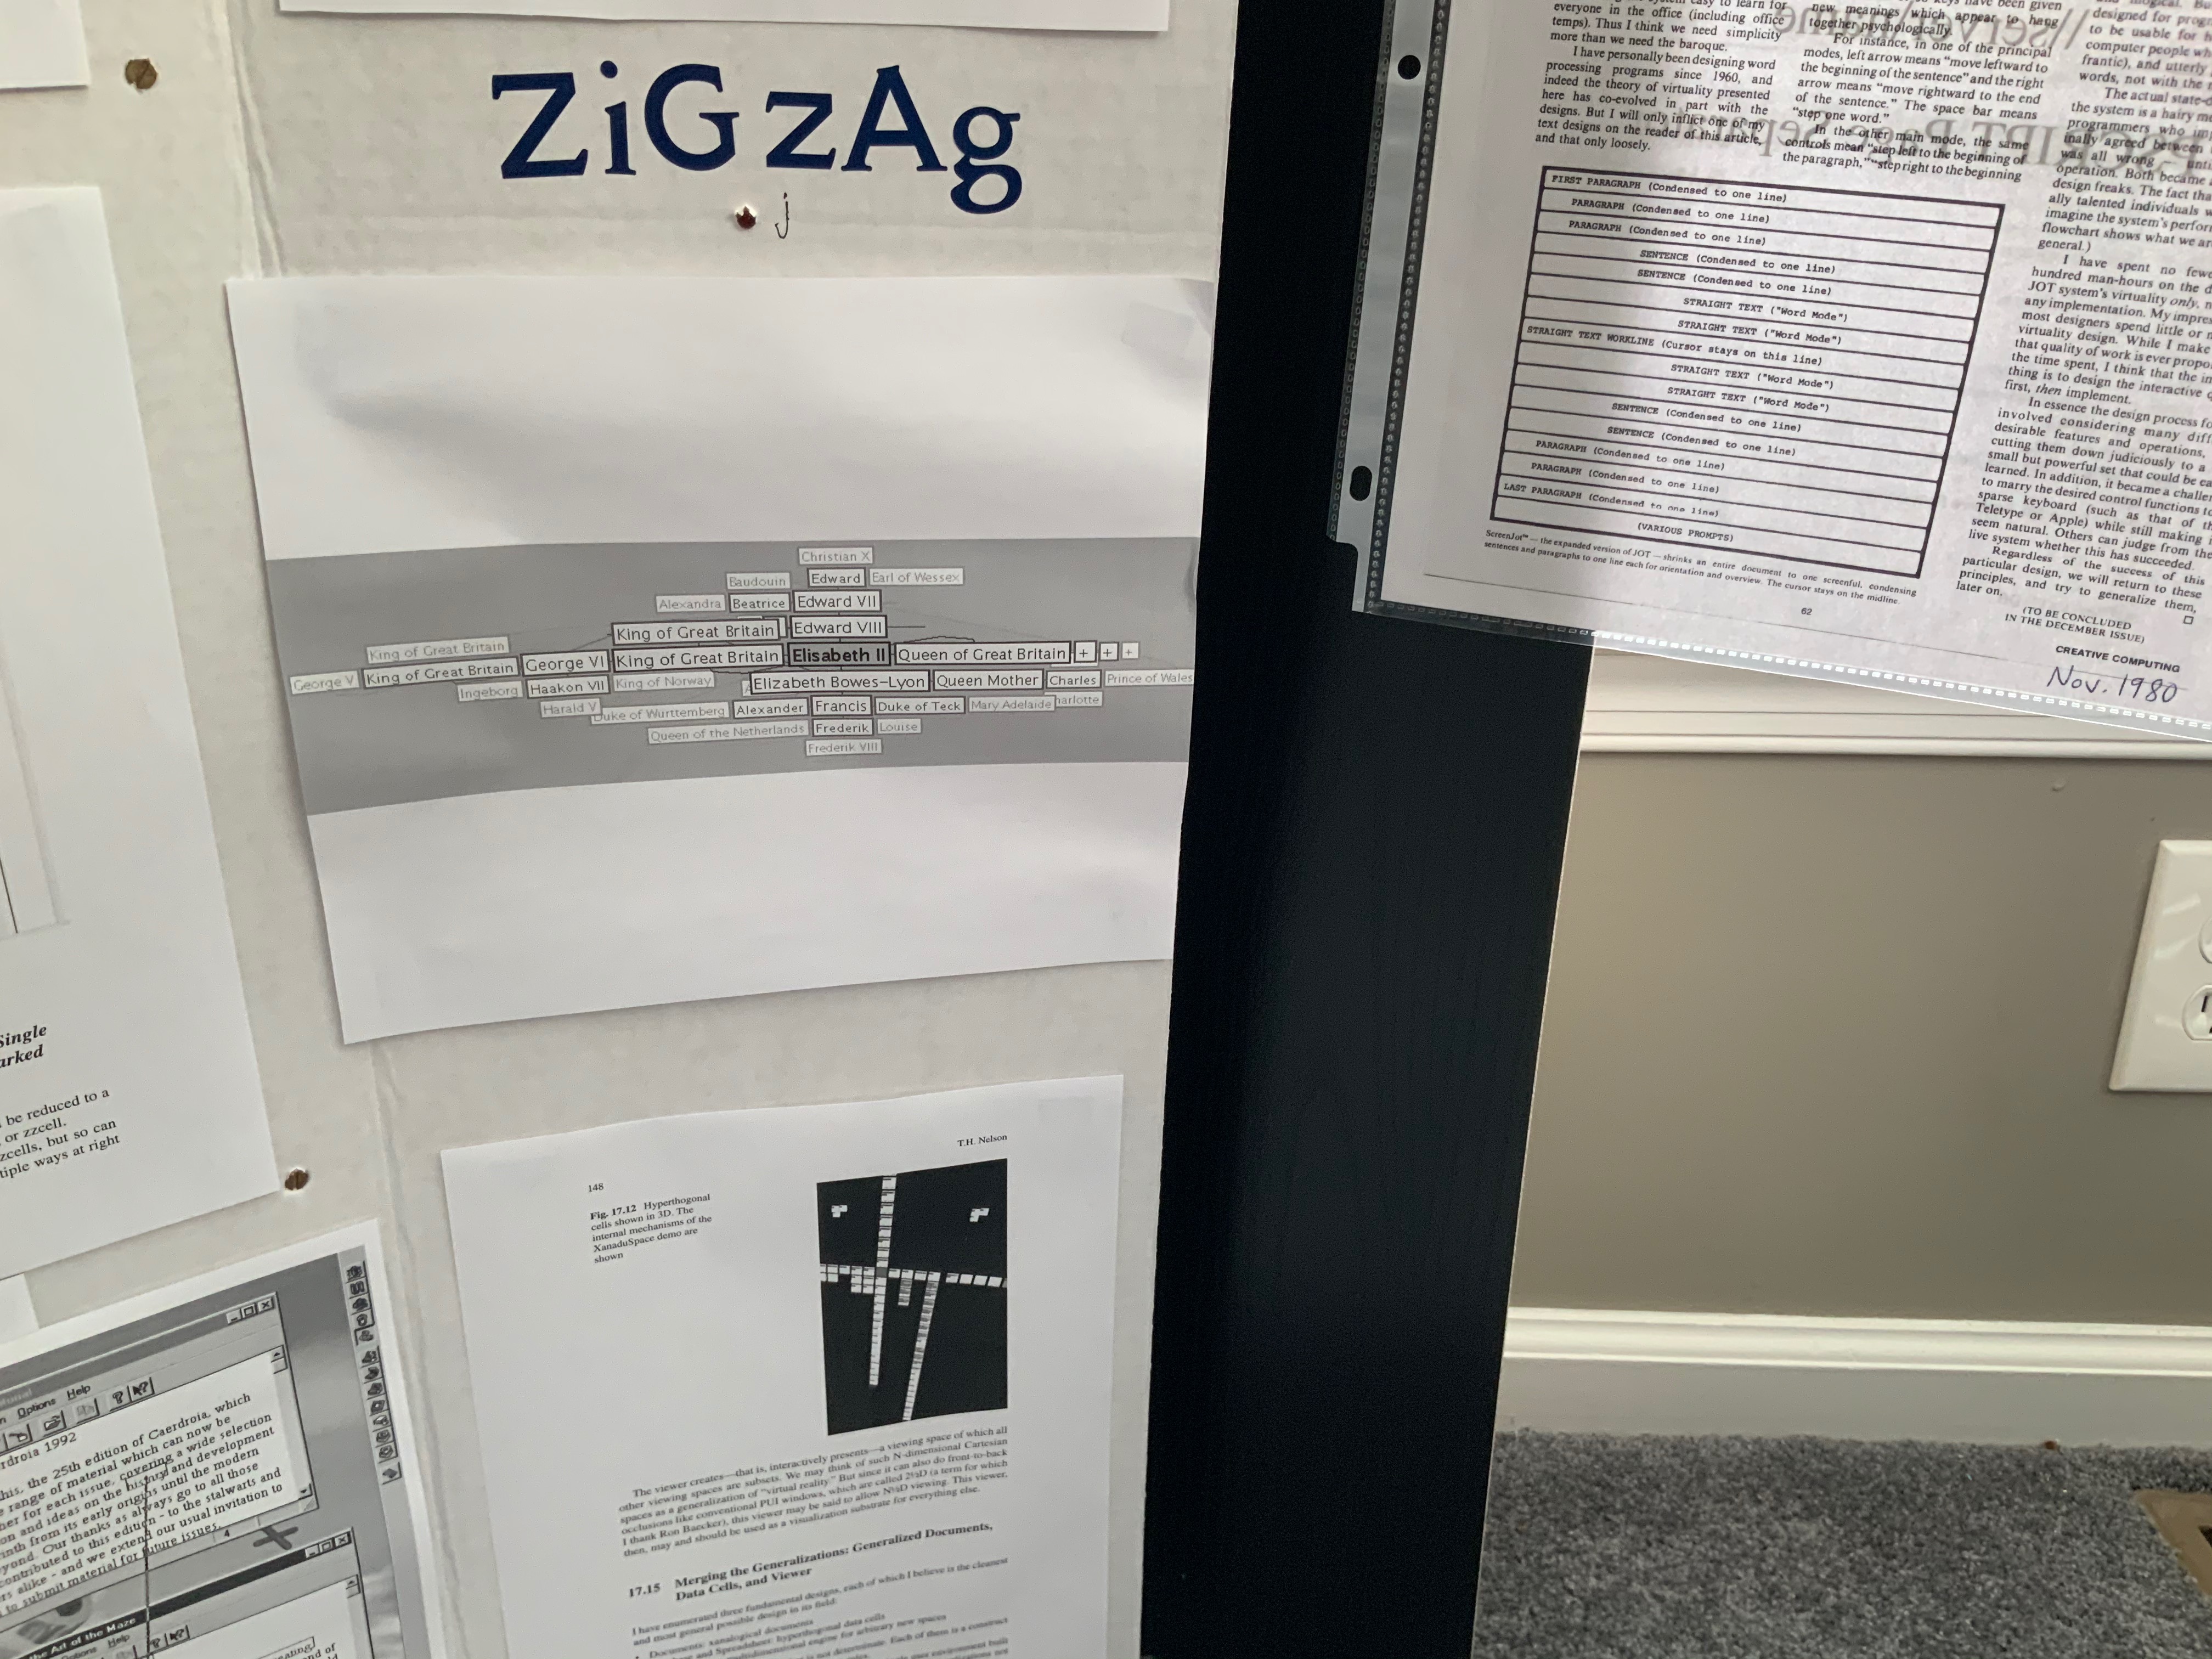 ZiGzAg
j
Christian X
Baudouin
Edward
Earl of Wessex
Alexandra
Beatrice
Edward VII
King of Great Britain
Edward VIII
King of Great Britain
George VI
King of Great Britain
Elisabeth II
Queen of Great Britain
+
+
+
George V
King of Great Britain
Ingeborg
Haakon VII
King of Norway
Elizabeth Bowes-Lyon
Queen Mother
Charles
Prince of Wales
Harald V
Duke of Wurttemberg
Alexander
Francis
Duke of Teck
Mary Adelaide
harlotte
Queen of the Netherlands
Frederik
Louise
Frederik VIII
Single
arked
be reduced to a
or zzcell.
zcells, but so can
tiple ways at right
Options Help
rdroia 1992
his, the 25th edition of Caerdroia, which
range of material which can now be
her for each issue, covering a wide selection
on and ideas on the history and development
inth from its early origins until the modern
yond. Our thanks as always go to all those
contributed to this edition - to the stalwarts and
rs alike - and we extend our usual invitation to
to submit material for future issues.
4
the Art of the Maze
Help
T.H. Nelson
148
Fig. 17.12 Hyperthogonal
cells shown in 3D. The
internal mechanisms of the
XanaduSpace demo are
shown
The viewer creates—that is, interactively presents—a viewing space of which all
other viewing spaces are subsets. We may think of such N-dimensional Cartesian
spaces as a generalization of "virtual reality." But since it can also do front-to-back
occlusions like conventional PUI windows, which are called 2½D (a term for which
I thank Ron Baecker), this viewer may be said to allow N½D viewing. This viewer,
then, may and should be used as a visualization substrate for everything else.
17.15 Merging the Generalizations: Generalized Documents,
Data Cells, and Viewer
I have enumerated three fundamental designs, each of which I believe is the cleanest
and most general possible design in its field:
Documents: xanalogical documents
and Spreadsheet: hyperthogonal data cells
engine for arbitrary new spaces
Each of them is a construct
everyone in the office (including office
temps). Thus I think we need simplicity
more than we need the baroque.
I have personally been designing word
processing programs since 1960, and
indeed the theory of virtuality presented
here has co-evolved in part with the
designs. But I will only inflict one of my
text designs on the reader of this article,
and that only loosely.
keys have been given
new meanings which appear to hang
together psychologically.
For instance, in one of the principal
modes, left arrow means "move leftward to
the beginning of the sentence" and the right
arrow means "move rightward to the end
of the sentence." The space bar means
"step one word."
In the other main mode, the same
controls mean "step left to the beginning of
the paragraph," "step right to the beginning
FIRST PARAGRAPH (Condensed to one line)
PARAGRAPH (Condensed to one line)
PARAGRAPH (Condensed to one line)
SENTENCE (Condensed to one line)
SENTENCE (Condensed to one line)
STRAIGHT TEXT ("Word Mode")
STRAIGHT TEXT ("Word Mode")
STRAIGHT TEXT WORKLINE (Cursor stays on this line)
STRAIGHT TEXT ("Word Mode")
STRAIGHT TEXT ("Word Mode")
SENTENCE (Condensed to one line)
SENTENCE (Condensed to one line)
PARAGRAPH (Condensed to one line)
PARAGRAPH (Condensed to one line)
LAST PARAGRAPH (Condensed to one line)
(VARIOUS PROMPTS)
ScreenJot™ — the expanded version of JOT — shrinks an entire document to one screenful, condensing
sentences and paragraphs to one line each for orientation and overview. The cursor stays on the midline.
62
designed for prog
to be usable for
computer people wh
frantic), and utterly
words, not with the
The actual state-d
the system is a hairy me
programmers who im
inally agreed between
was all wrong unti
operation. Both became
design freaks. The fact tha
ally talented individuals w
imagine the system's perfor
flowchart shows what we ar
general.)
I have spent no fewe
hundred man-hours on the d
JOT system's virtuality only, n
any implementation. My impres
most designers spend little or n
virtuality design. While I make
that quality of work is ever propo
the time spent, I think that the in
thing is to design the interactive
first, then implement.
In essence the design process fo
involved considering many diff
desirable features and operations,
cutting them down judiciously to a
small but powerful set that could be ea
learned. In addition, it became a challe
to marry the desired control functions to
sparse keyboard (such as that of th
Teletype or Apple) while still making i
seem natural. Others can judge from the
live system whether this has succeeded.
Regardless of the success of this
particular design, we will return to these
principles, and try to generalize them,
later on.
(TO BE CONCLUDED
IN THE DECEMBER ISSUE)
CREATIVE COMPUTING
Nov. 1980